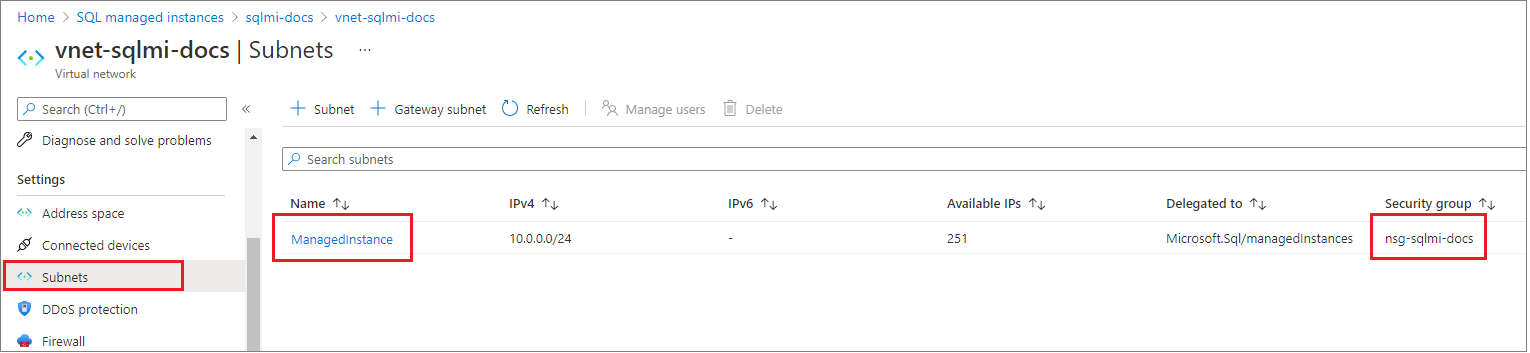 Home > SQL managed instances > sqlmi-docs > vnet-sqlmi-docs
vnet-sqlmi-docs | Subnets ...
Virtual network
Search (Ctrl+/) «
+ Subnet + Gateway subnet Refresh Manage users Delete
Diagnose and solve problems
Search subnets
Settings
Name ↑↓ IPv4 ↑↓ IPv6 ↑↓ Available IPs ↑↓ Delegated to ↑↓ Security group ↑↓
Address space
ManagedInstance 10.0.0.0/24 - 251 Microsoft.Sql/managedInstances nsg-sqlmi-docs
Connected devices
Subnets
DDoS protection
Firewall